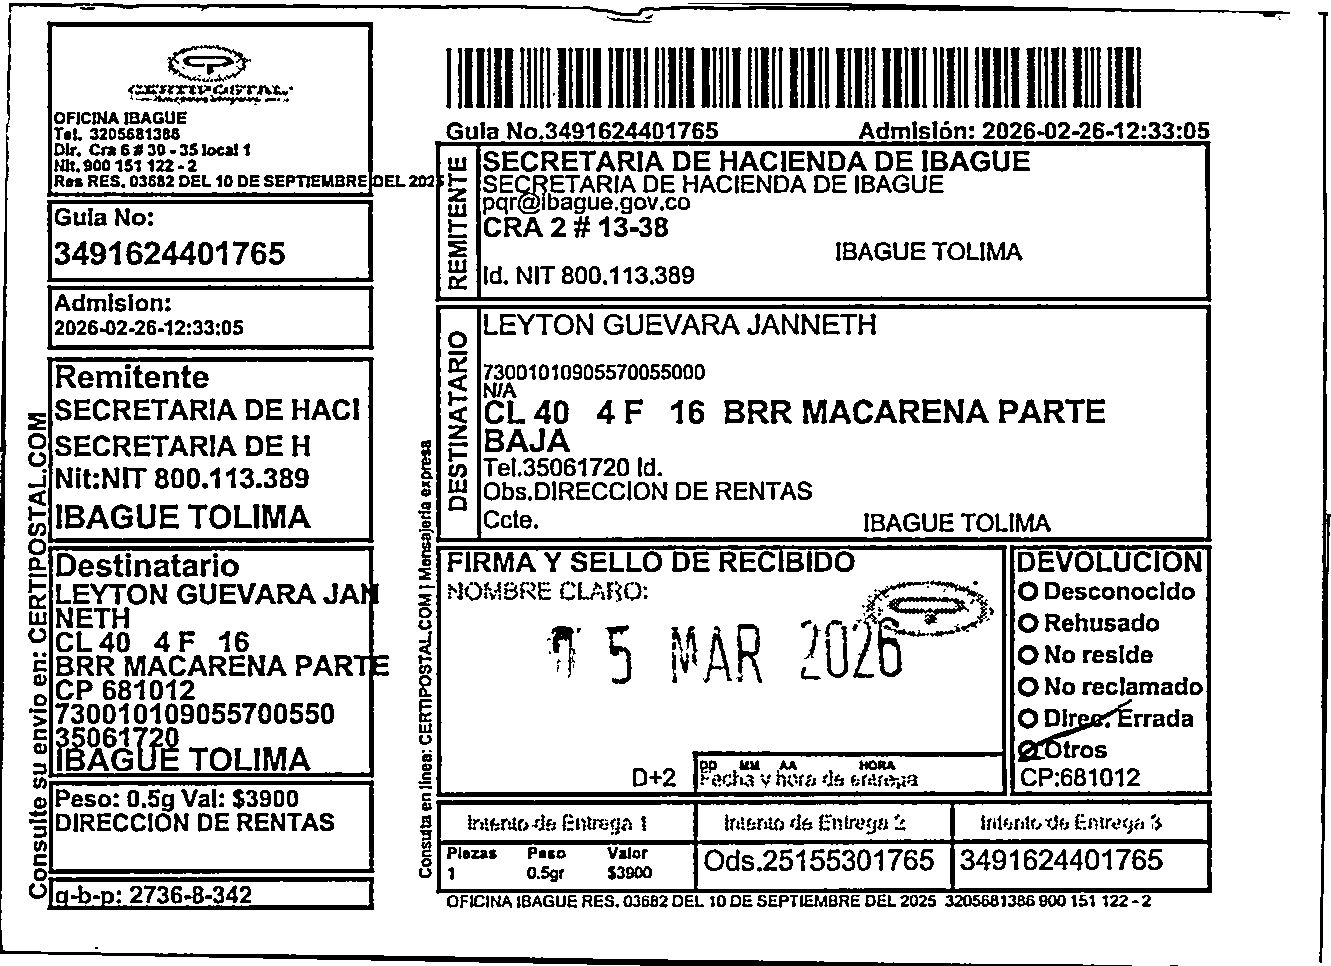 CERTIPOSTAL
OFICINA IBAGUE
Tel. 3205681386
Dir. Cra 6 # 30 - 35 local 1
Nit. 900 151 122 - 2
Res RES. 03682 DEL 10 DE SEPTIEMBRE DEL 2025
Guia No:
3491624401765
Admision:
2026-02-26-12:33:05
Remitente
SECRETARIA DE HACI
SECRETARIA DE H
Nit:NIT 800.113.389
IBAGUE TOLIMA
Destinatario
LEYTON GUEVARA JAN
NETH
CL 40 4 F 16
BRR MACARENA PARTE
CP 681012
730010109055700550
35061720
IBAGUE TOLIMA
Peso: 0.5g Val: $3900
DIRECCION DE RENTAS
g-b-p: 2736-8-342
Consulte su envio en: CERTIPOSTAL.COM
Guia No.3491624401765 Admisión: 2026-02-26-12:33:05
REMITENTE
SECRETARIA DE HACIENDA DE IBAGUE
SECRETARIA DE HACIENDA DE IBAGUE
pqr@ibague.gov.co
CRA 2 # 13-38
IBAGUE TOLIMA
Id. NIT 800.113.389
DESTINATARIO
LEYTON GUEVARA JANNETH
73001010905570055000
N/A
CL 40 4 F 16 BRR MACARENA PARTE
BAJA
Tel.35061720 Id.
Obs.DIRECCION DE RENTAS
Ccte. IBAGUE TOLIMA
Consulta en linea: CERTIPOSTAL.COM | Mensajeria expresa
FIRMA Y SELLO DE RECIBIDO
NOMBRE CLARO:
5 MAR 2026
D+2
DD MM AA HORA
Fecha y hora de entrega
DEVOLUCION
Desconocido
Rehusado
No reside
No reclamado
Direc. Errada
Otros
CP:681012
Intento de Entrega 1 Intento de Entrega 2 Intento de Entrega 3
Piezas Peso Valor
1 0.5gr $3900
Ods.25155301765 3491624401765
OFICINA IBAGUE RES. 03682 DEL 10 DE SEPTIEMBRE DEL 2025 3205681386 900 151 122 - 2